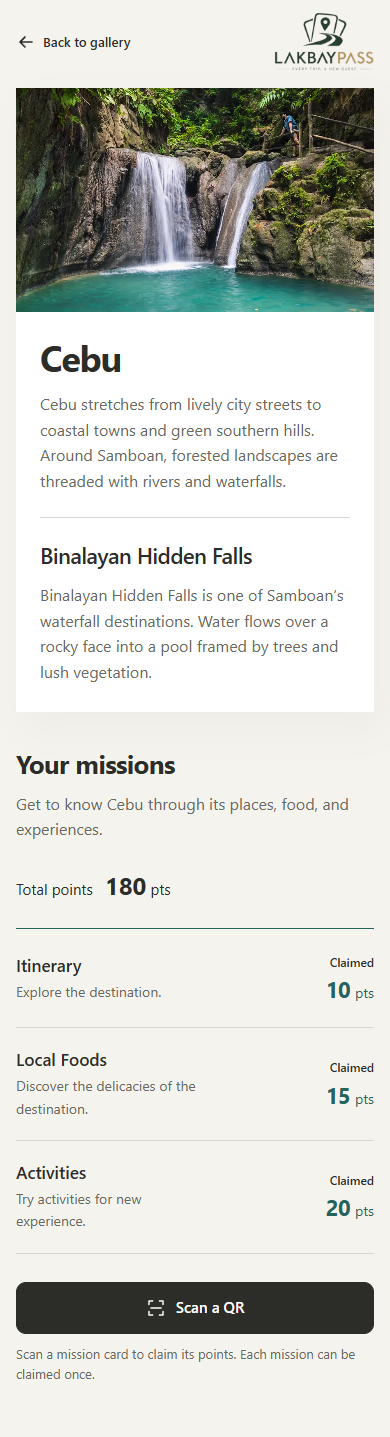 Back to gallery
LAKBAYPASS
EVERY TRIP, A NEW QUEST
Cebu
Cebu stretches from lively city streets to
coastal towns and green southern hills.
Around Samboan, forested landscapes are
threaded with rivers and waterfalls.
Binalayan Hidden Falls
Binalayan Hidden Falls is one of Samboan's
waterfall destinations. Water flows over a
rocky face into a pool framed by trees and
lush vegetation.
Your missions
Get to know Cebu through its places, food, and
experiences.
Total points 180 pts
Itinerary
Explore the destination.
Claimed
10 pts
Local Foods
Discover the delicacies of the
destination.
Claimed
15 pts
Activities
Try activities for new
experience.
Claimed
20 pts
Scan a QR
Scan a mission card to claim its points. Each mission can be
claimed once.